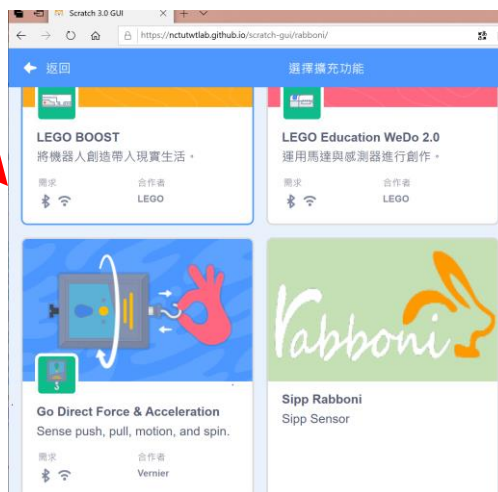 Scratch 3.0 GUI
https://nctutwtlab.github.io/scratch-gui/rabboni/
返回
選擇擴充功能
LEGO BOOST
將機器人創造帶入現實生活。
需求
合作者
LEGO
LEGO Education WeDo 2.0
運用馬達與感測器進行創作。
需求
合作者
LEGO
Go Direct Force & Acceleration
Sense push, pull, motion, and spin.
需求
合作者
Vernier
rabboni
Sipp Rabboni
Sipp Sensor